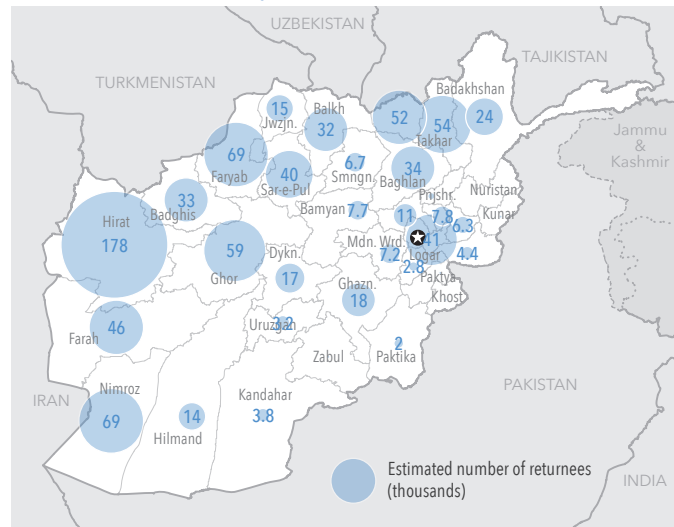 UZBEKISTAN
TAJIKISTAN
TURKMENISTAN
Badakhshan
15
Jwzjn.
Balkh
32
52
54
Takhar
24
Jammu
&
Kashmir
69
Faryab
40
Sar-e-Pul
6.7
Smngn.
34
Baghlan
Nuristan
33
Badghis
Bamyan
7.7
Pnjshr.
11
7.8
Kunar
6.3
Hirat
178
59
Ghor
Dykn.
17
Mdn. Wrd.
7.2
41
Logar
2.8
4.4
Paktya
Khost
Ghazn.
18
46
Farah
3.2
Uruzgan
Zabul
2
Paktika
IRAN
Nimroz
69
14
Hilmand
Kandahar
3.8
PAKISTAN
INDIA
Estimated number of returnees
(thousands)